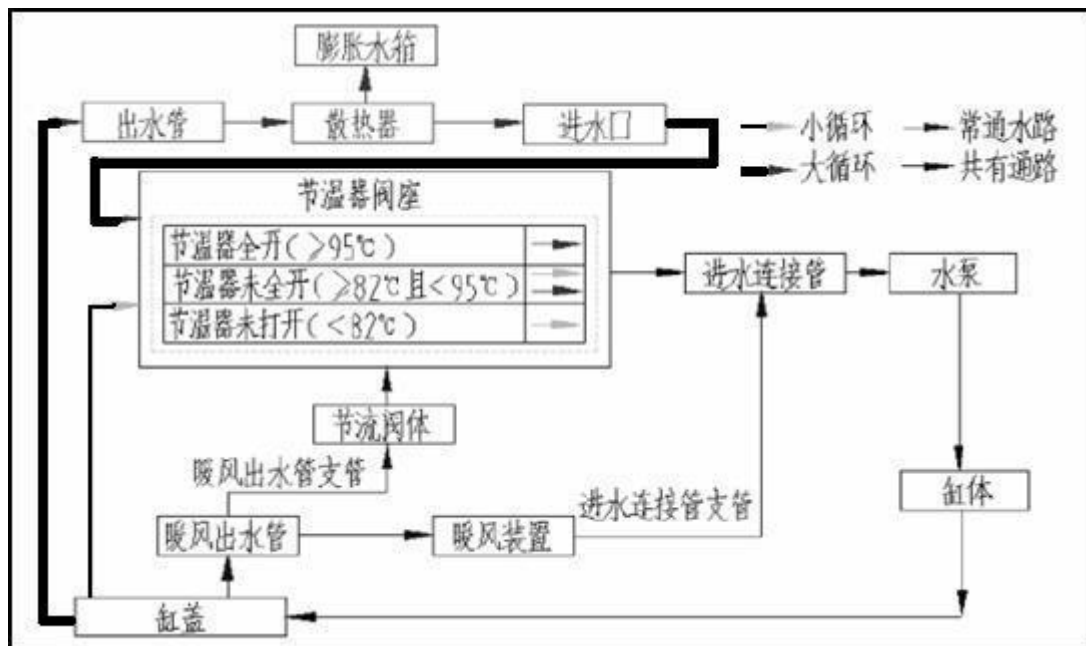 膨胀水箱
出水管
散热器
进水口
小循环
常通水路
大循环
共有通路
节温器阀座
节温器全开(≥95℃)
节温器未全开(≥82℃且<95℃)
节温器未打开(<82℃)
进水连接管
水泵
节流阀体
暖风出水管支管
进水连接管支管
缸体
暖风出水管
暖风装置
缸盖